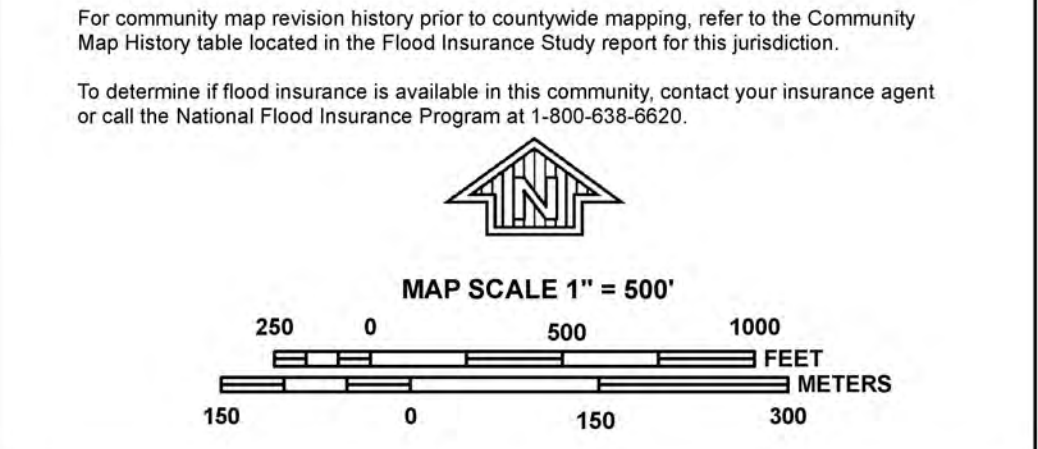 For community map revision history prior to countywide mapping, refer to the Community
Map History table located in the Flood Insurance Study report for this jurisdiction.
To determine if flood insurance is available in this community, contact your insurance agent
or call the National Flood Insurance Program at 1-800-638-6620.
N
MAP SCALE 1" = 500'
250 0 500 1000
FEET
METERS
150 0 150 300